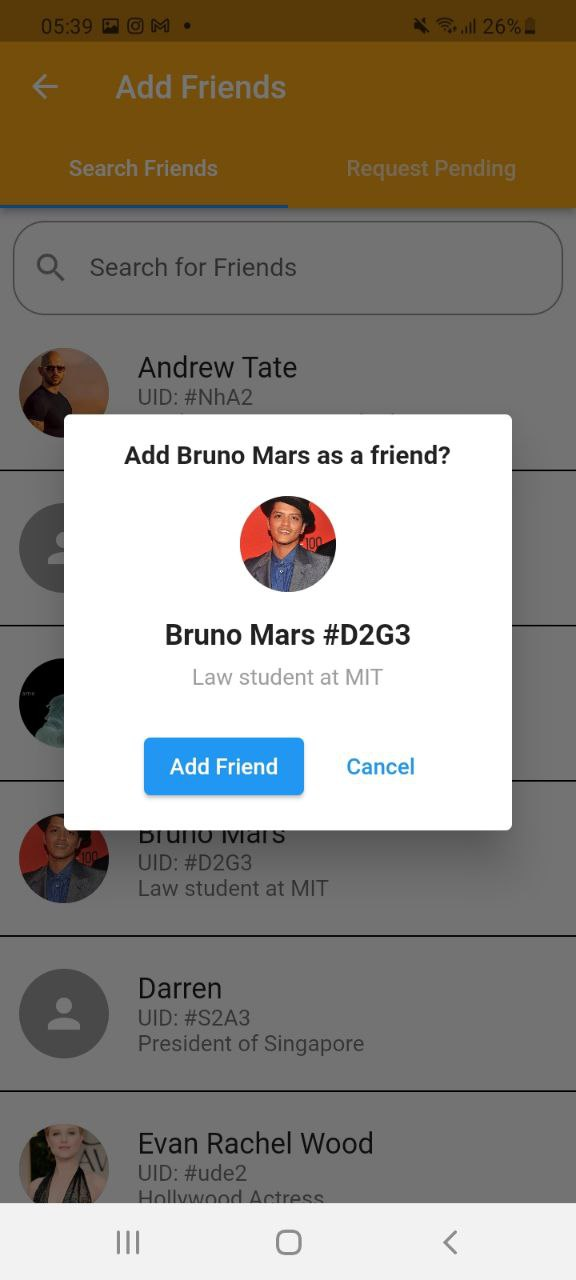 05:39 26%
Add Friends
Search Friends Request Pending
Search for Friends
Andrew Tate
UID: #NhA2
Add Bruno Mars as a friend?
100
Bruno Mars #D2G3
Law student at MIT
Add Friend Cancel
Bruno Mars
100
UID: #D2G3
Law student at MIT
Darren
UID: #S2A3
President of Singapore
Evan Rachel Wood
UID: #ude2
Hollywood Actress